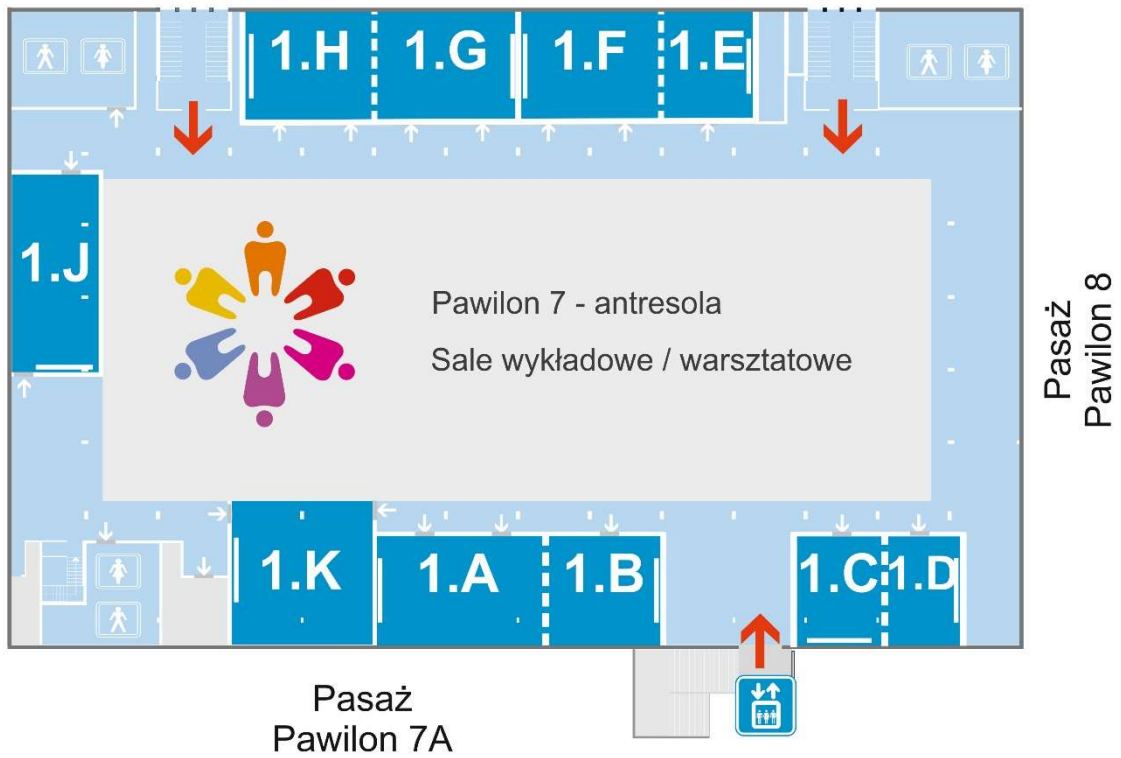 1.H
1.G
1.F
1.E
1.J
Pawilon 7 - antresola
Sale wykładowe / warsztatowe
Pasaż
Pawilon 8
1.K
1.A
1.B
1.C
1.D
Pasaż
Pawilon 7A